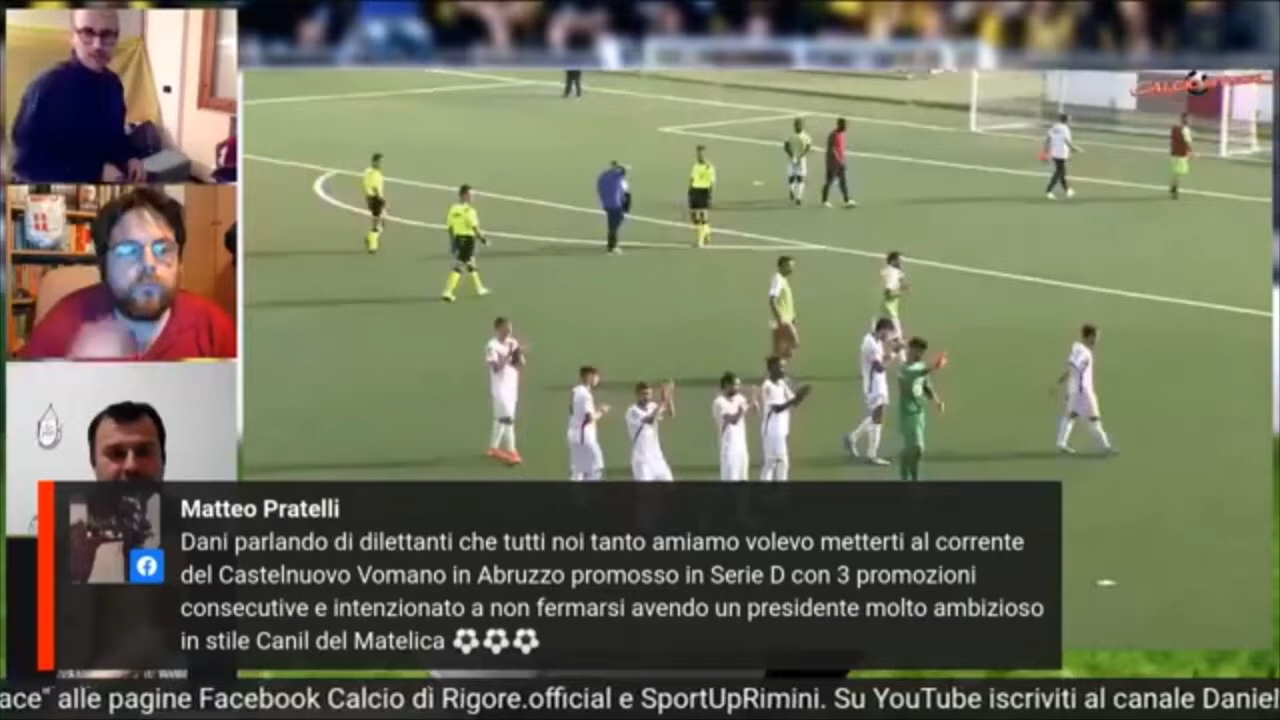 Matteo Pratelli
Dani parlando di dilettanti che tutti noi tanto amiamo volevo metterti al corrente
del Castelnuovo Vomano in Abruzzo promosso in Serie D con 3 promozioni
consecutive e intenzionato a non fermarsi avendo un presidente molto ambizioso
in stile Canil del Matelica ⚽⚽⚽
ace" alle pagine Facebook Calcio di Rigore.official e SportUpRimini. Su YouTube iscriviti al canale Daniel